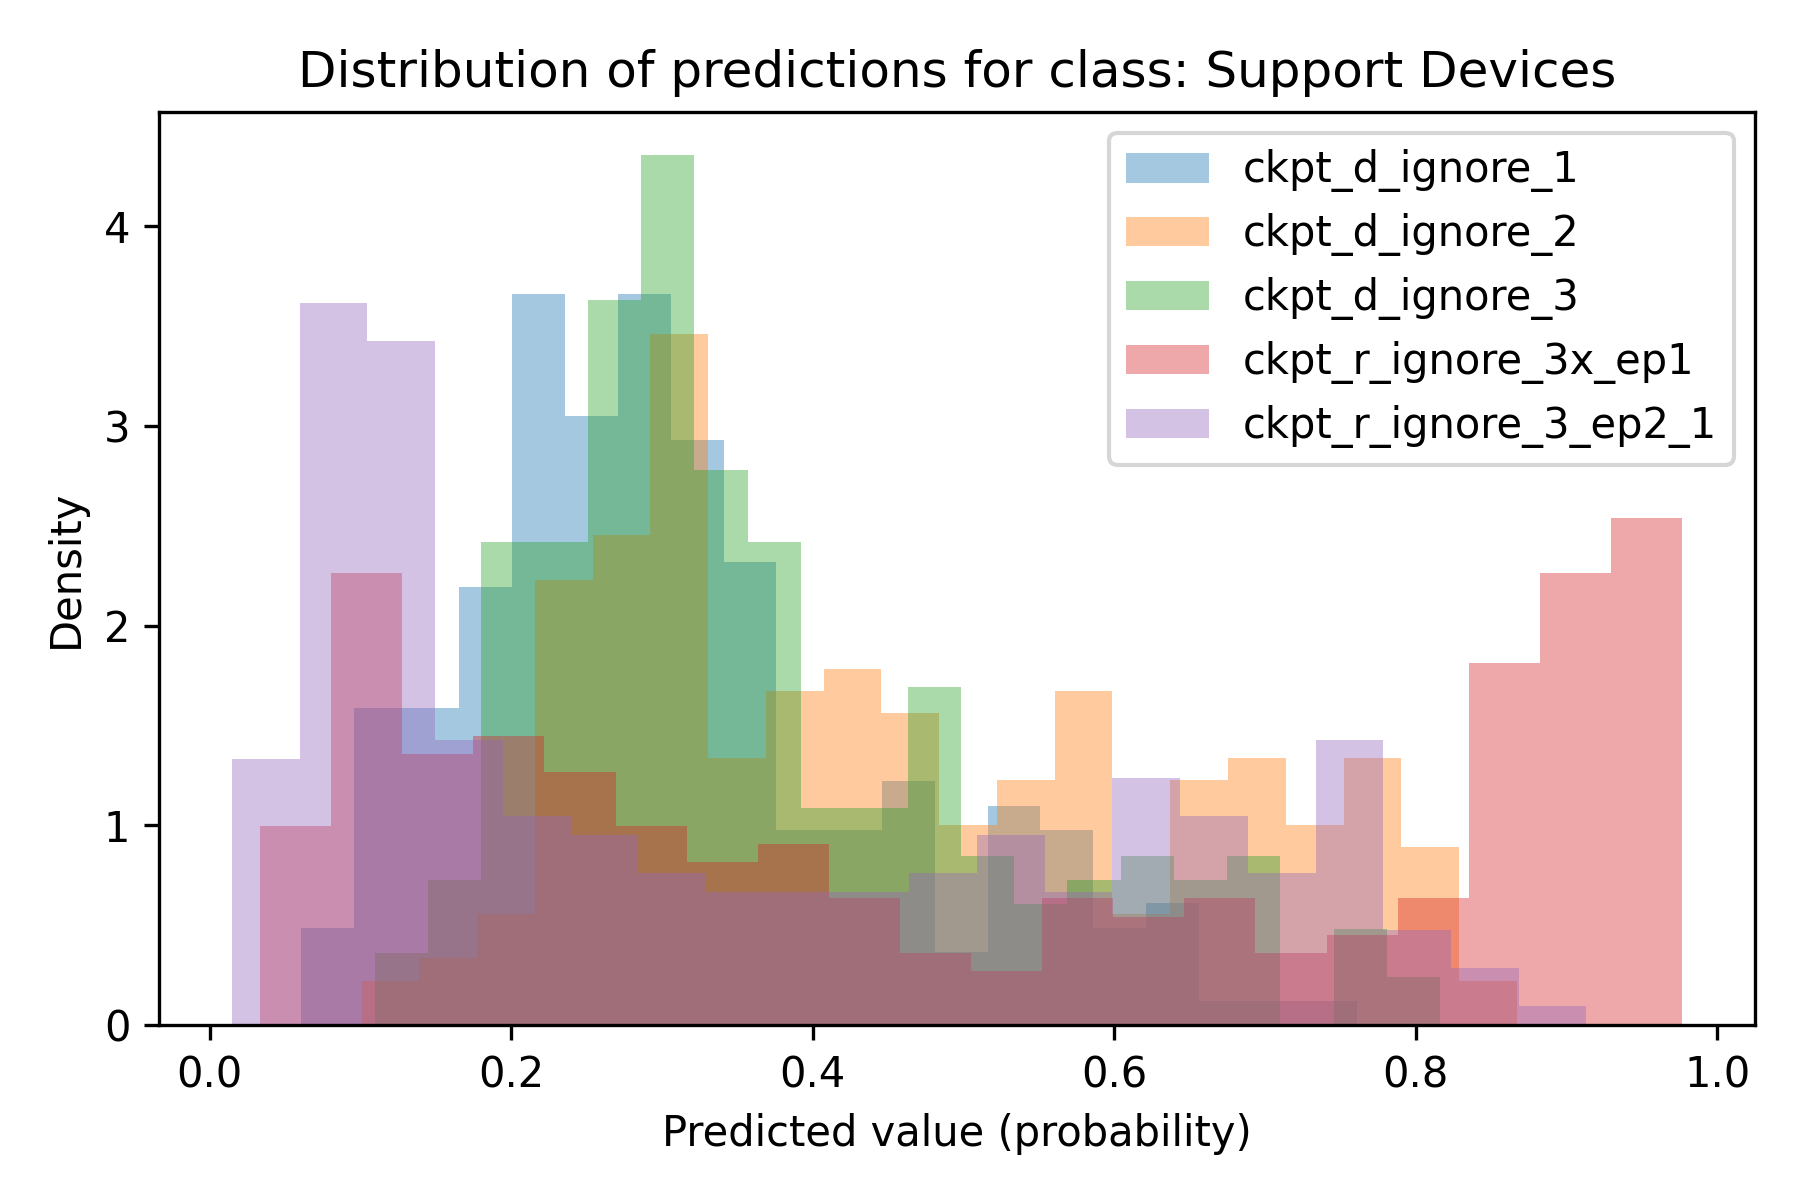 Distribution of predictions for class: Support Devices
ckpt_d_ignore_1
ckpt_d_ignore_2
ckpt_d_ignore_3
ckpt_r_ignore_3x_ep1
ckpt_r_ignore_3_ep2_1
Density
4
3
2
1
0
0.0 0.2 0.4 0.6 0.8 1.0
Predicted value (probability)